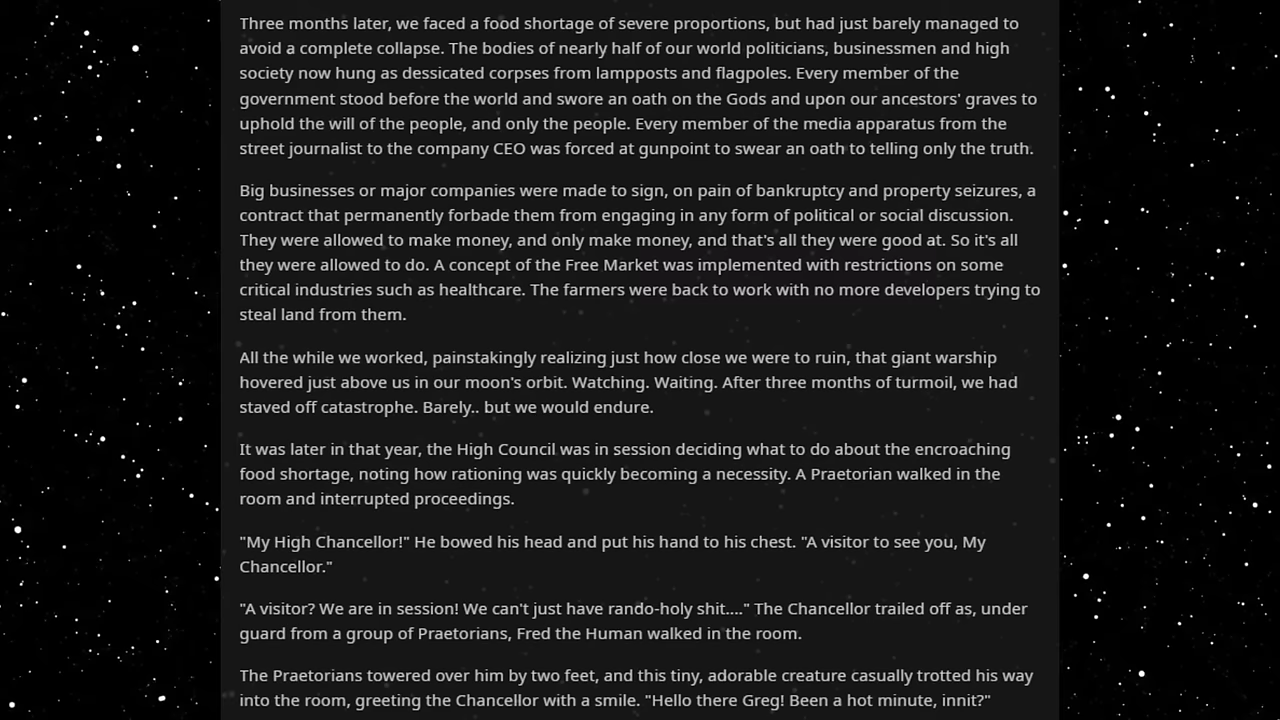 Three months later, we faced a food shortage of severe proportions, but had just barely managed to
avoid a complete collapse. The bodies of nearly half of our world politicians, businessmen and high
society now hung as dessicated corpses from lampposts and flagpoles. Every member of the
government stood before the world and swore an oath on the Gods and upon our ancestors' graves to
uphold the will of the people, and only the people. Every member of the media apparatus from the
street journalist to the company CEO was forced at gunpoint to swear an oath to telling only the truth.
Big businesses or major companies were made to sign, on pain of bankruptcy and property seizures, a
contract that permanently forbade them from engaging in any form of political or social discussion.
They were allowed to make money, and only make money, and that's all they were good at. So it's all
they were allowed to do. A concept of the Free Market was implemented with restrictions on some
critical industries such as healthcare. The farmers were back to work with no more developers trying to
steal land from them.
All the while we worked, painstakingly realizing just how close we were to ruin, that giant warship
hovered just above us in our moon's orbit. Watching. Waiting. After three months of turmoil, we had
staved off catastrophe. Barely.. but we would endure.
It was later in that year, the High Council was in session deciding what to do about the encroaching
food shortage, noting how rationing was quickly becoming a necessity. A Praetorian walked in the
room and interrupted proceedings.
"My High Chancellor!" He bowed his head and put his hand to his chest. "A visitor to see you, My
Chancellor."
"A visitor? We are in session! We can't just have rando-holy shit...." The Chancellor trailed off as, under
guard from a group of Praetorians, Fred the Human walked in the room.
The Praetorians towered over him by two feet, and this tiny, adorable creature casually trotted his way
into the room, greeting the Chancellor with a smile. "Hello there Greg! Been a hot minute, innit?"